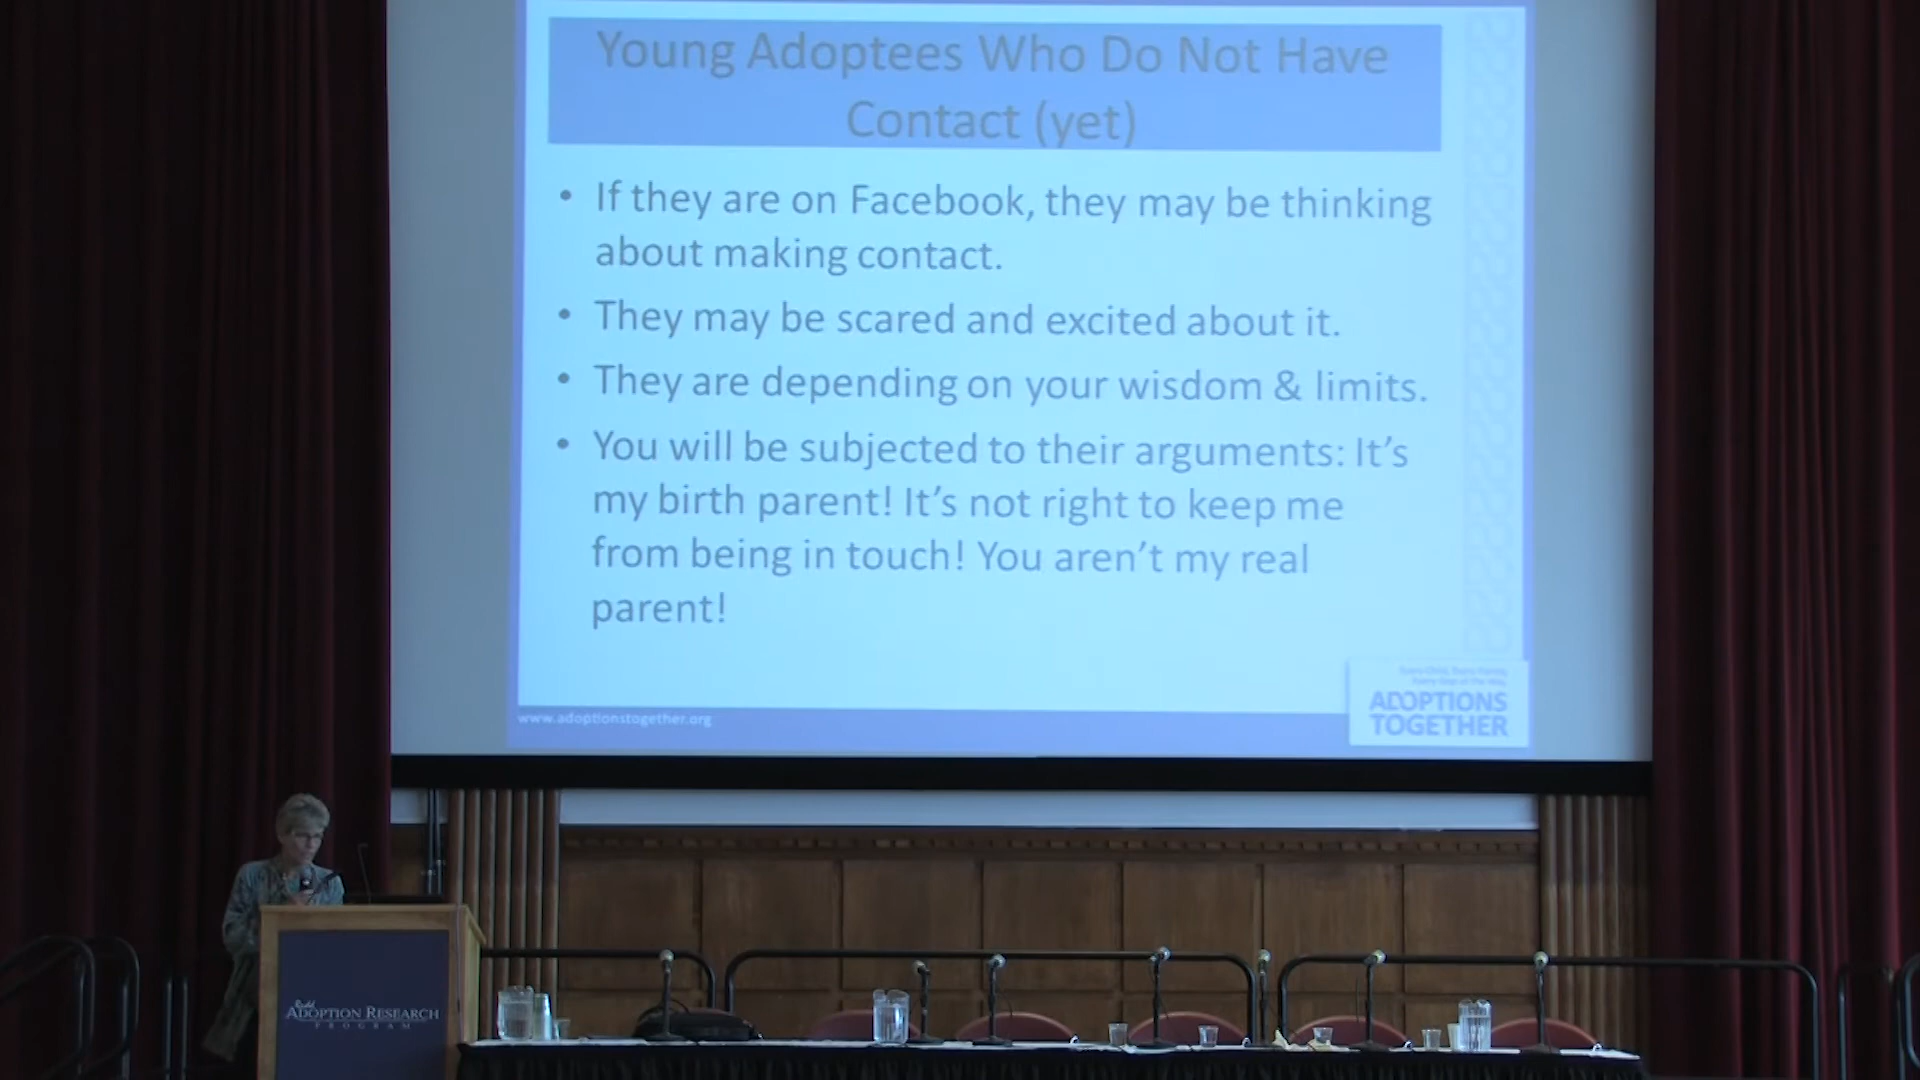 Young Adoptees Who Do Not Have
Contact (yet)
• If they are on Facebook, they may be thinking
about making contact.
• They may be scared and excited about it.
• They are depending on your wisdom & limits.
• You will be subjected to their arguments: It’s
my birth parent! It’s not right to keep me
from being in touch! You aren’t my real
parent!
www.adoptionstogether.org
ADOPTIONS
TOGETHER
Rudd
ADOPTION RESEARCH
PROGRAM